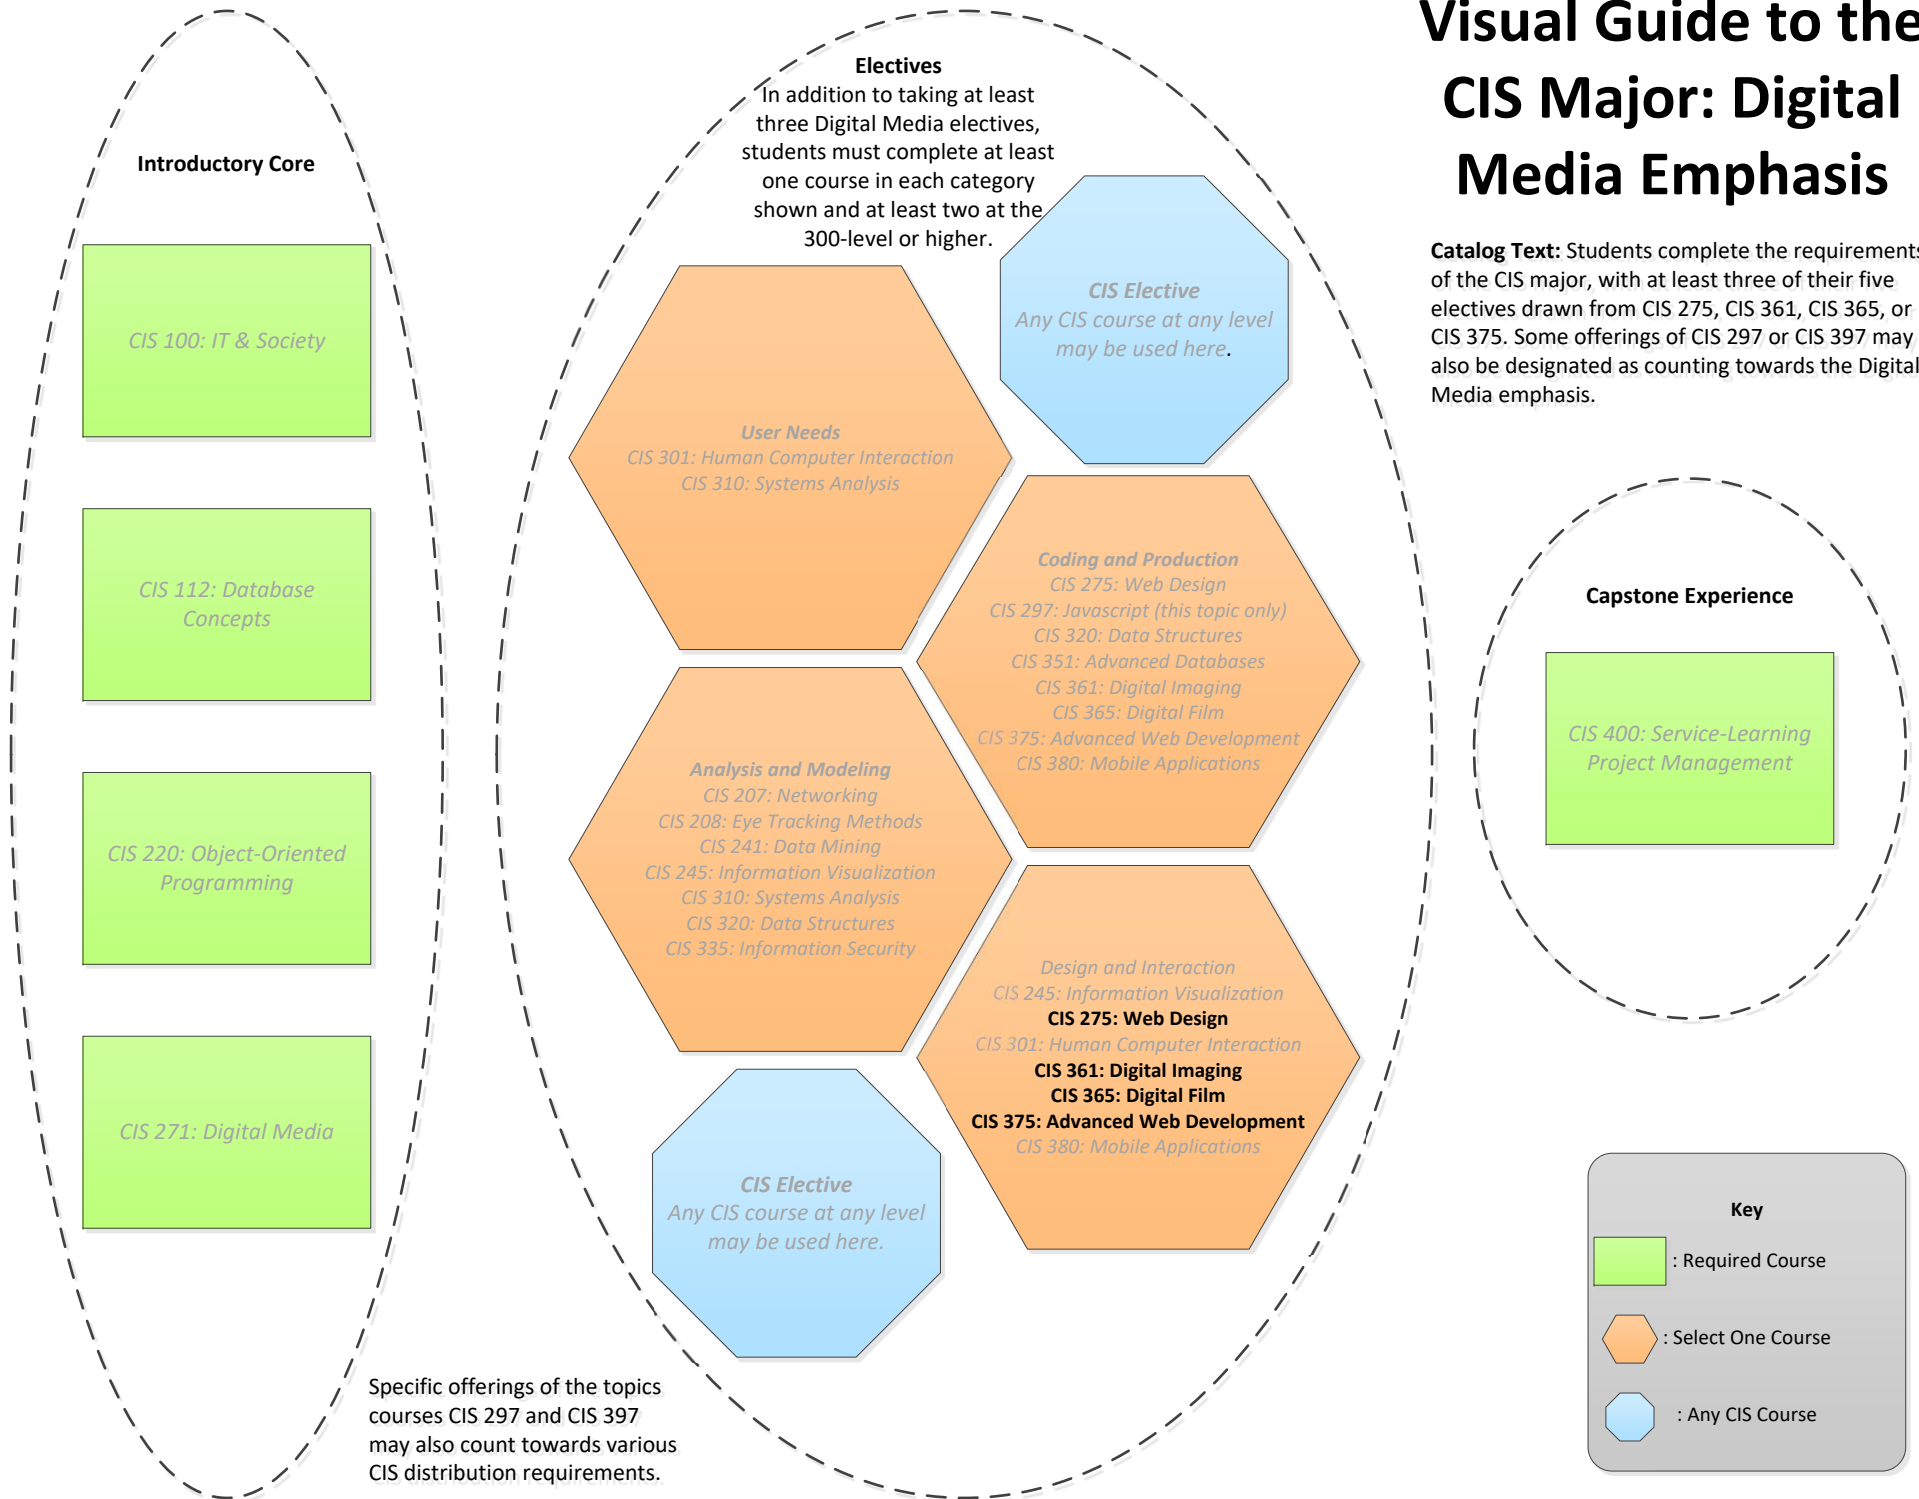 Visual Guide to the
CIS Major: Digital
Media Emphasis
Catalog Text: Students complete the requirements
of the CIS major, with at least three of their five
electives drawn from CIS 275, CIS 361, CIS 365, or
CIS 375. Some offerings of CIS 297 or CIS 397 may
also be designated as counting towards the Digital
Media emphasis.
Introductory Core
CIS 100: IT & Society
CIS 112: Database
Concepts
CIS 220: Object-Oriented
Programming
CIS 271: Digital Media
Electives
In addition to taking at least
three Digital Media electives,
students must complete at least
one course in each category
shown and at least two at the
300-level or higher.
CIS Elective
Any CIS course at any level
may be used here.
User Needs
CIS 301: Human Computer Interaction
CIS 310: Systems Analysis
Coding and Production
CIS 275: Web Design
CIS 297: Javascript (this topic only)
CIS 320: Data Structures
CIS 351: Advanced Databases
CIS 361: Digital Imaging
CIS 365: Digital Film
CIS 375: Advanced Web Development
CIS 380: Mobile Applications
Analysis and Modeling
CIS 207: Networking
CIS 208: Eye Tracking Methods
CIS 241: Data Mining
CIS 245: Information Visualization
CIS 310: Systems Analysis
CIS 320: Data Structures
CIS 335: Information Security
Design and Interaction
CIS 245: Information Visualization
CIS 275: Web Design
CIS 301: Human Computer Interaction
CIS 361: Digital Imaging
CIS 365: Digital Film
CIS 375: Advanced Web Development
CIS 380: Mobile Applications
CIS Elective
Any CIS course at any level
may be used here.
Specific offerings of the topics
courses CIS 297 and CIS 397
may also count towards various
CIS distribution requirements.
Capstone Experience
CIS 400: Service-Learning
Project Management
Key
: Required Course
: Select One Course
: Any CIS Course